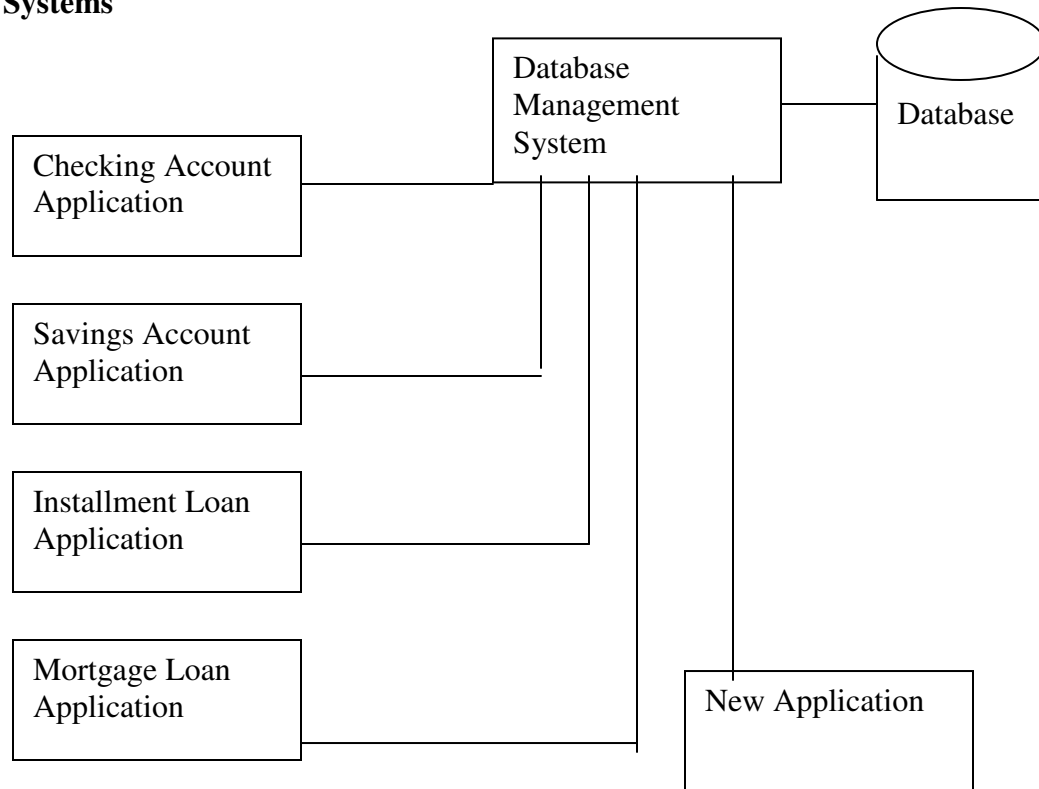 Systems
Database
Management
System
Database
Checking Account
Application
Savings Account
Application
Installment Loan
Application
Mortgage Loan
Application
New Application